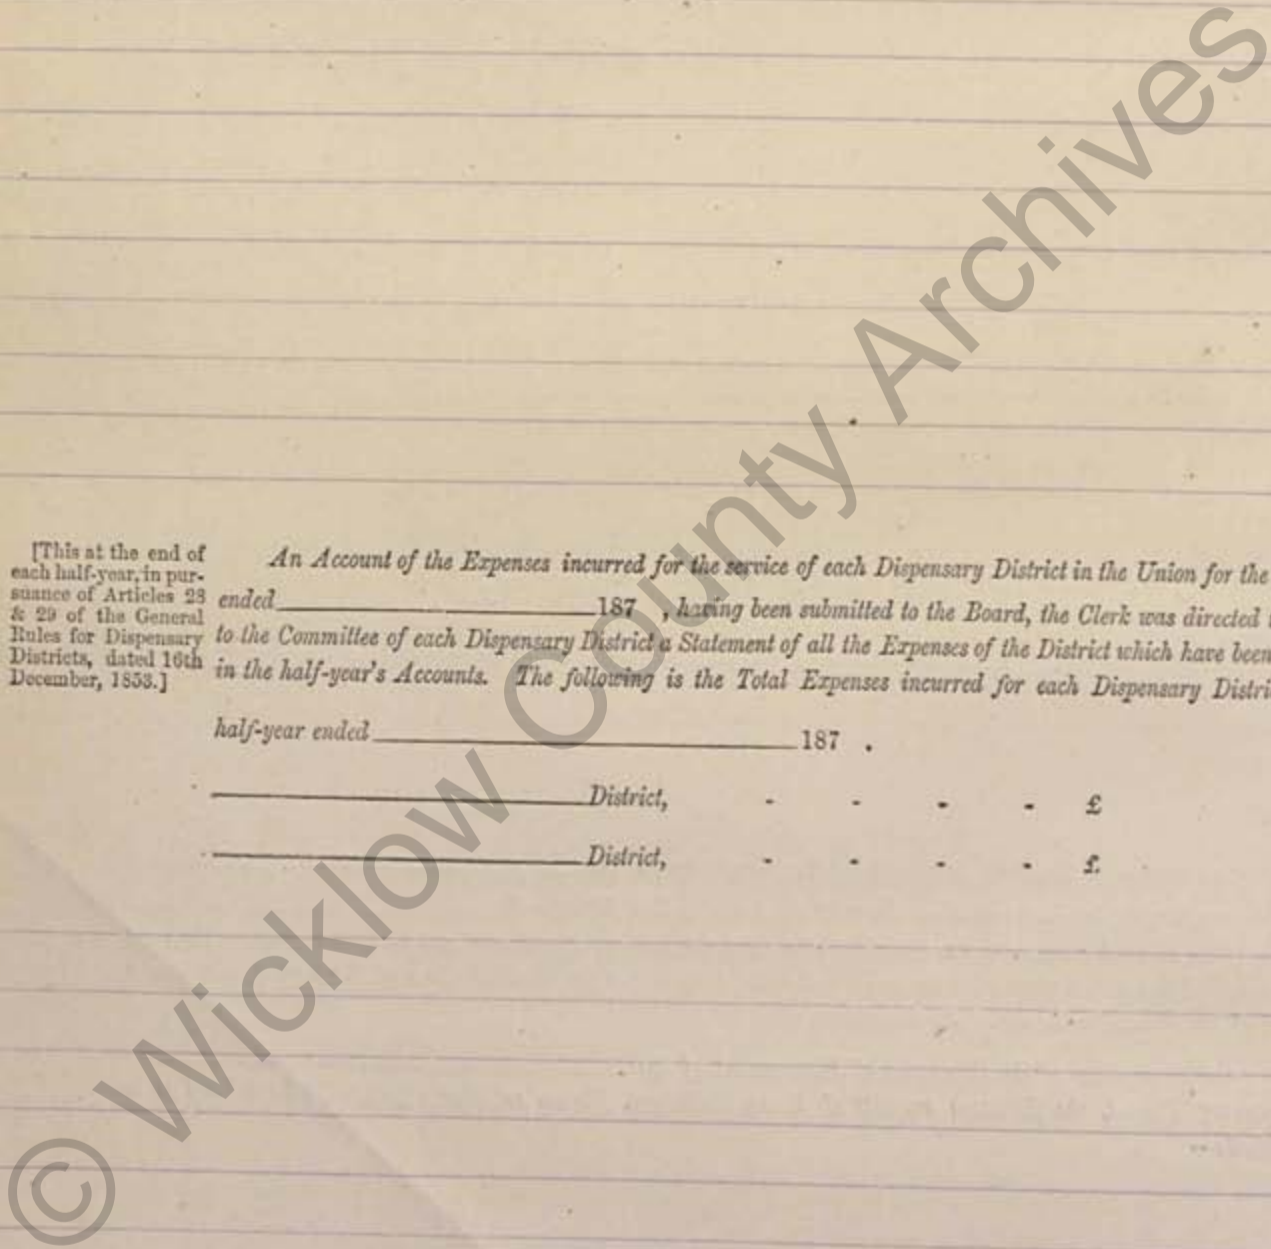 [This at the end of
each half-year, in pur-
suance of Articles 28
& 29 of the General
Rules for Dispensary
Districts, dated 16th
December, 1853.]
An Account of the Expenses incurred for the service of each Dispensary District in the Union for the
ended 187 , having been submitted to the Board, the Clerk was directed
to the Committee of each Dispensary District a Statement of all the Expenses of the District which have been
in the half-year's Accounts. The following is the Total Expenses incurred for each Dispensary Distri
half-year ended 187 .
District, - - - - £
District, - - - - £
© Wicklow County Archives